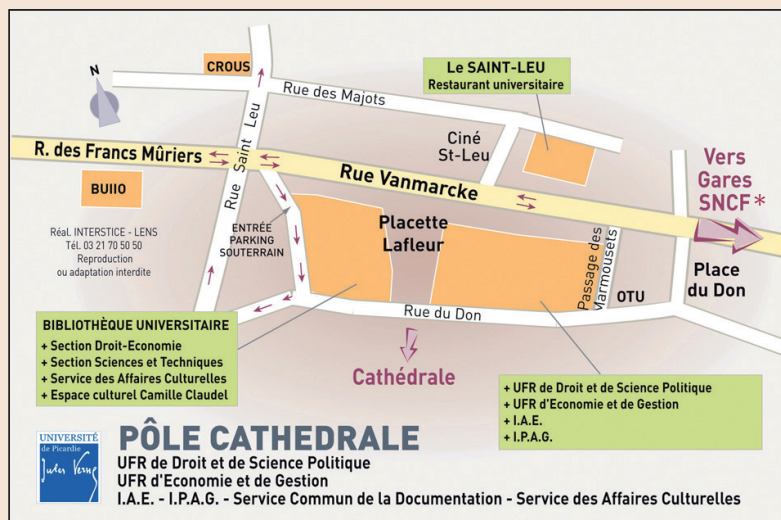 CROUS
Le SAINT-LEU
Restaurant universitaire
N
Rue des Majots
Rue Saint Leu
Ciné
St-Leu
R. des Francs Mûriers
Rue Vanmarcke
Vers
Gares
SNCF*
BUIIO
Réal. INTERSTICE - LENS
Tél. 03 21 70 50 50
Reproduction
ou adaptation interdite
ENTRÉE
PARKING
SOUTERRAIN
Placette
Lafleur
Passage des
Marmousets
OTU
Place
du Don
Rue du Don
BIBLIOTHÈQUE UNIVERSITAIRE
+ Section Droit-Economie
+ Section Sciences et Techniques
+ Service des Affaires Culturelles
+ Espace culturel Camille Claudel
Cathédrale
+ UFR de Droit et de Science Politique
+ UFR d'Economie et de Gestion
+ I.A.E.
+ I.P.A.G.
UNIVERSITÉ
de Picardie
Jules Verne
PÔLE CATHEDRALE
UFR de Droit et de Science Politique
UFR d'Economie et de Gestion
I.A.E. - I.P.A.G. - Service Commun de la Documentation - Service des Affaires Culturelles